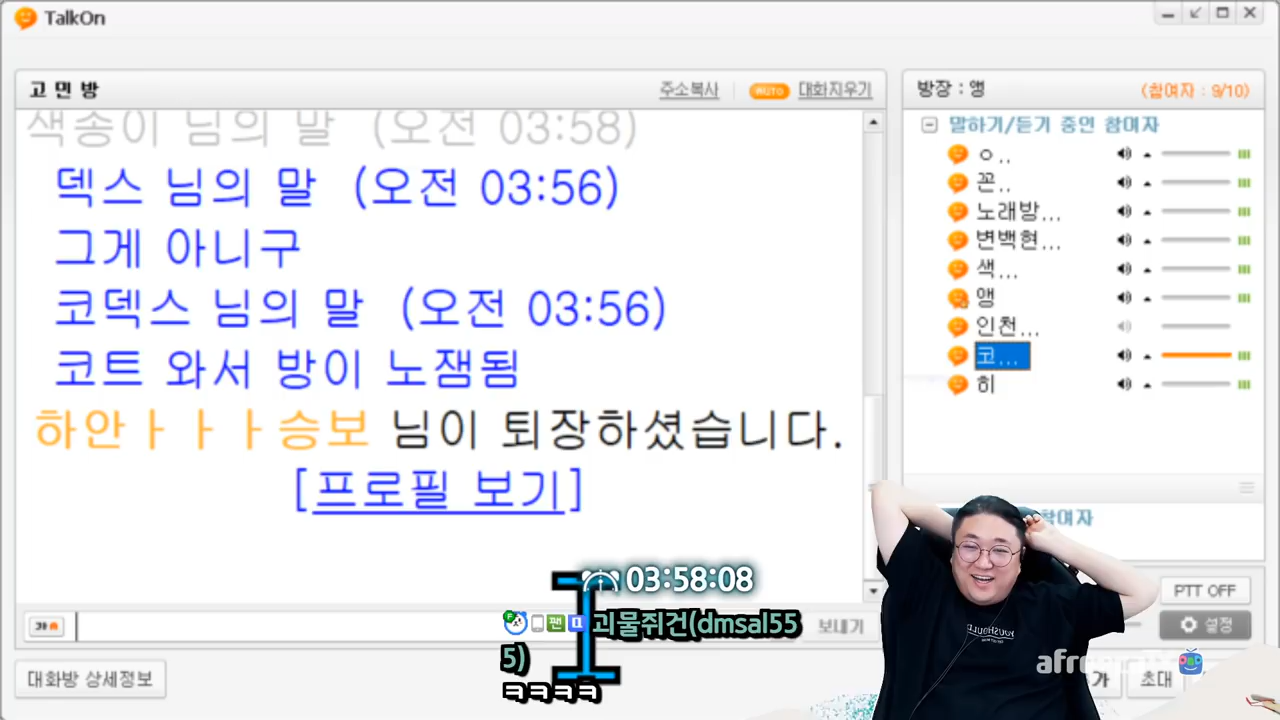 TalkOn
고 민 방
주소복사
AUTO
대화지우기
색송이 님의 말 (오전 03:58)
덱스 님의 말 (오전 03:56)
그게 아니구
코덱스 님의 말 (오전 03:56)
코트 와서 방이 노잼됨
하안ㅏㅏㅏ승보 님이 퇴장하셨습니다.
[프로필 보기]
방장 : 앵
(참여자 : 9/10)
말하기/듣기 중인 참여자
ㅇ..
꼰..
노래방...
변백현...
색...
앵
인천...
코...
히
참여자
03:58:08
팬
괴물쥐건(dmsal55
5)
ㅋㅋㅋㅋ
가
보내기
대화방 상세정보
PTT OFF
설정
가
초대